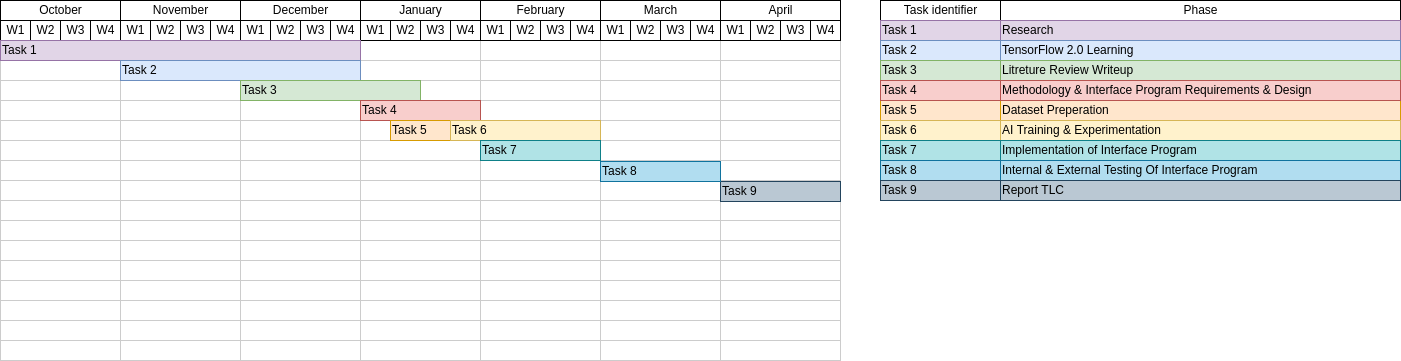 October November December January February March April
W1 W2 W3 W4 W1 W2 W3 W4 W1 W2 W3 W4 W1 W2 W3 W4 W1 W2 W3 W4 W1 W2 W3 W4 W1 W2 W3 W4
Task 1
Task 2
Task 3
Task 4
Task 5 Task 6
Task 7
Task 8
Task 9
Task identifier Phase
Task 1 Research
Task 2 TensorFlow 2.0 Learning
Task 3 Litreture Review Writeup
Task 4 Methodology & Interface Program Requirements & Design
Task 5 Dataset Preperation
Task 6 AI Training & Experimentation
Task 7 Implementation of Interface Program
Task 8 Internal & External Testing Of Interface Program
Task 9 Report TLC